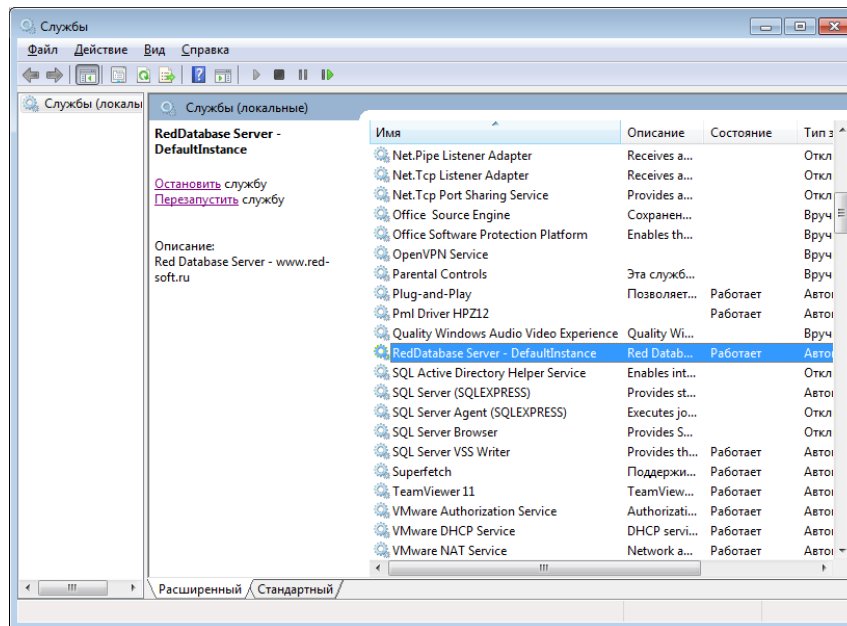 Службы
Файл Действие Вид Справка
Службы (локалы
Службы (локальные)
RedDatabase Server -
DefaultInstance
Остановить службу
Перезапустить службу
Описание:
Red Database Server - www.red-
soft.ru
Имя Описание Состояние Тип з
Net.Pipe Listener Adapter Receives a... Откл
Net.Tcp Listener Adapter Receives a... Откл
Net.Tcp Port Sharing Service Provides a... Откл
Office Source Engine Сохранен... Вруч
Office Software Protection Platform Enables th... Вруч
OpenVPN Service Вруч
Parental Controls Эта служб... Вруч
Plug-and-Play Позволяет... Работает Авто
Pml Driver HPZ12 Работает Авто
Quality Windows Audio Video Experience Quality Wi... Вруч
RedDatabase Server - DefaultInstance Red Datab... Работает Авто
SQL Active Directory Helper Service Enables int... Откл
SQL Server (SQLEXPRESS) Provides st... Авто
SQL Server Agent (SQLEXPRESS) Executes jo... Откл
SQL Server Browser Provides S... Откл
SQL Server VSS Writer Provides th... Работает Авто
Superfetch Поддержи... Работает Авто
TeamViewer 11 TeamView... Работает Авто
VMware Authorization Service Authorizati... Работает Авто
VMware DHCP Service DHCP servi... Работает Авто
VMware NAT Service Network a... Работает Авто
Расширенный Стандартный